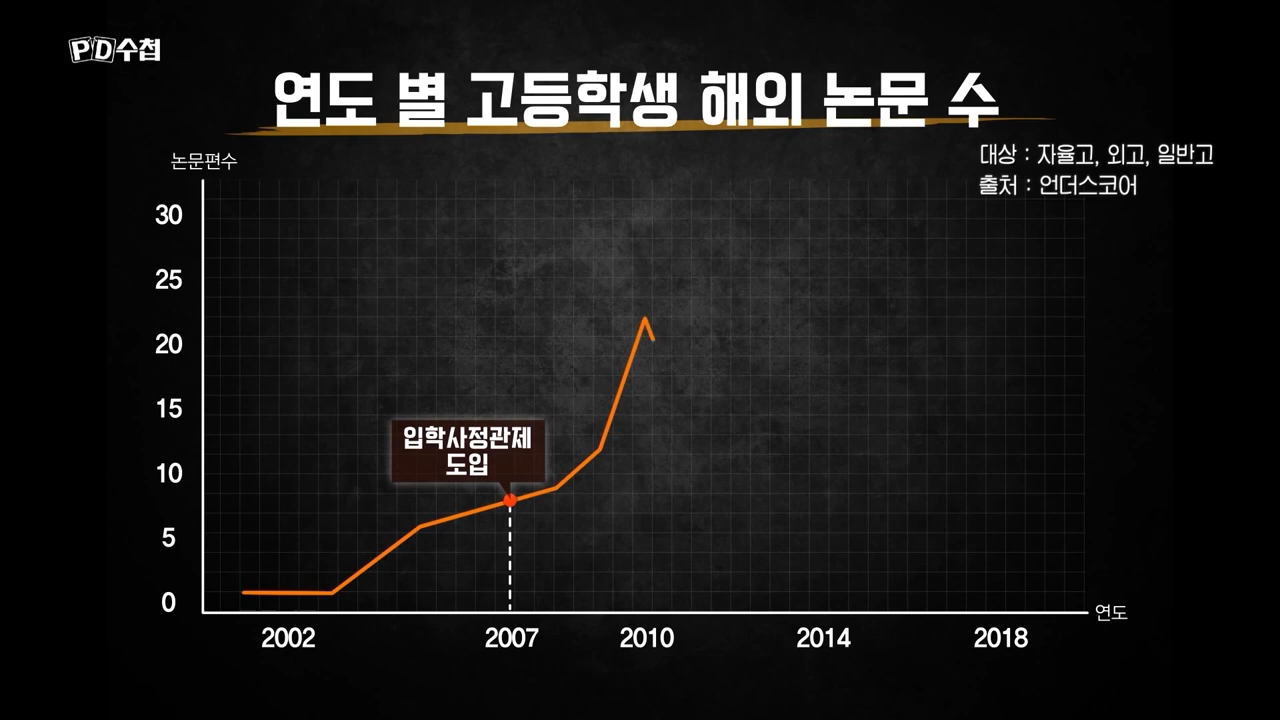 PD수첩
연도 별 고등학생 해외 논문 수
대상 : 자율고, 외고, 일반고
출처 : 언더스코어
논문편수
30
25
20
15
10
5
0
입학사정관제
도입
2002 2007 2010 2014 2018
연도